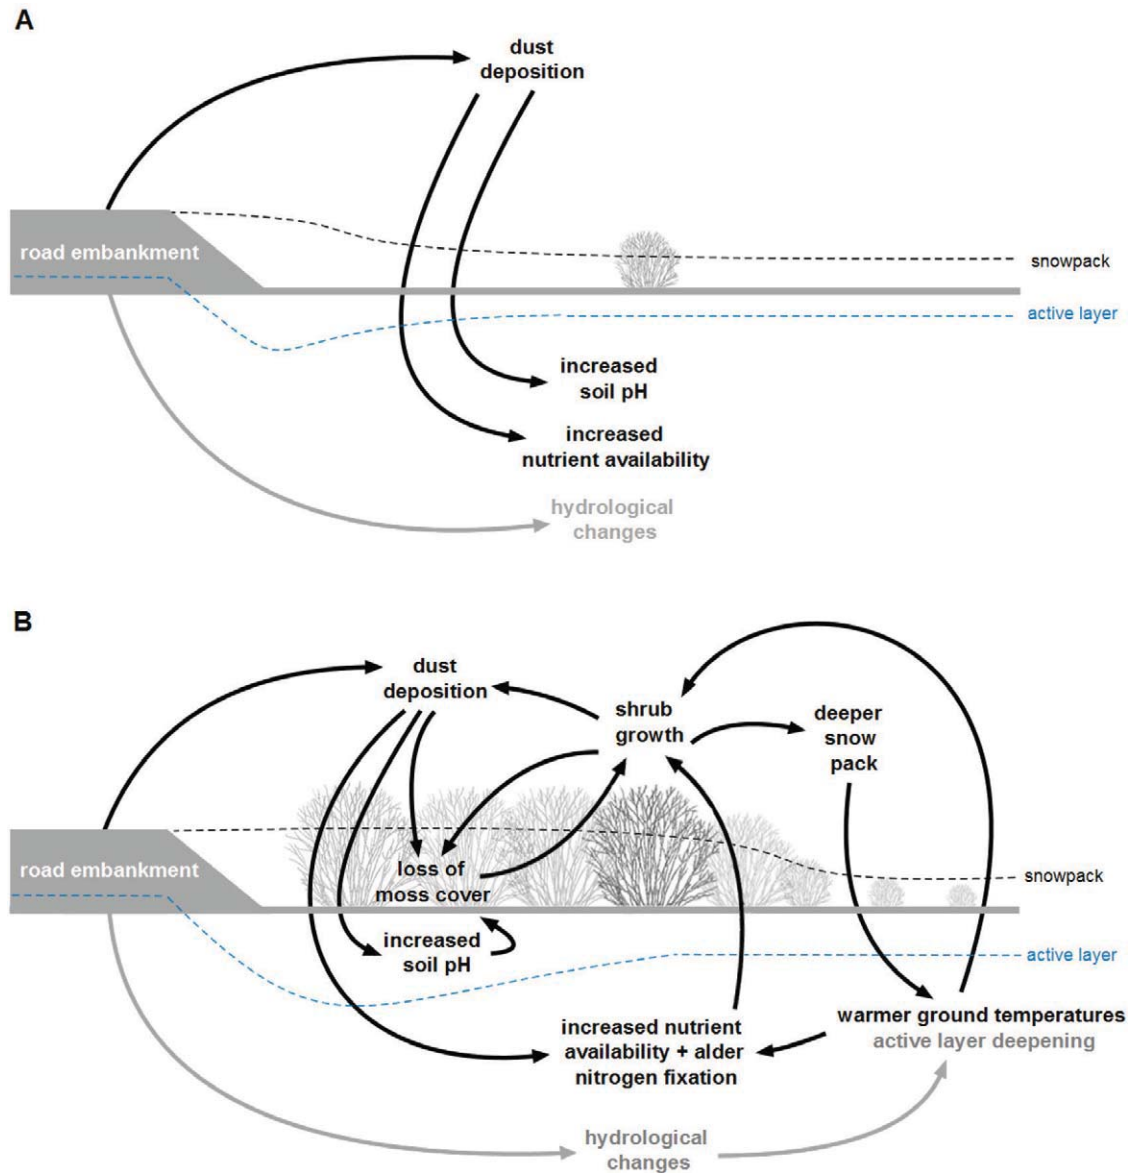 A
dust
deposition
road embankment
snowpack
active layer
increased
soil pH
increased
nutrient availability
hydrological
changes
B
dust
deposition
shrub
growth
deeper
snow
pack
road embankment
loss of
moss cover
snowpack
increased
soil pH
active layer
warmer ground temperatures
active layer deepening
increased nutrient
availability + alder
nitrogen fixation
hydrological
changes